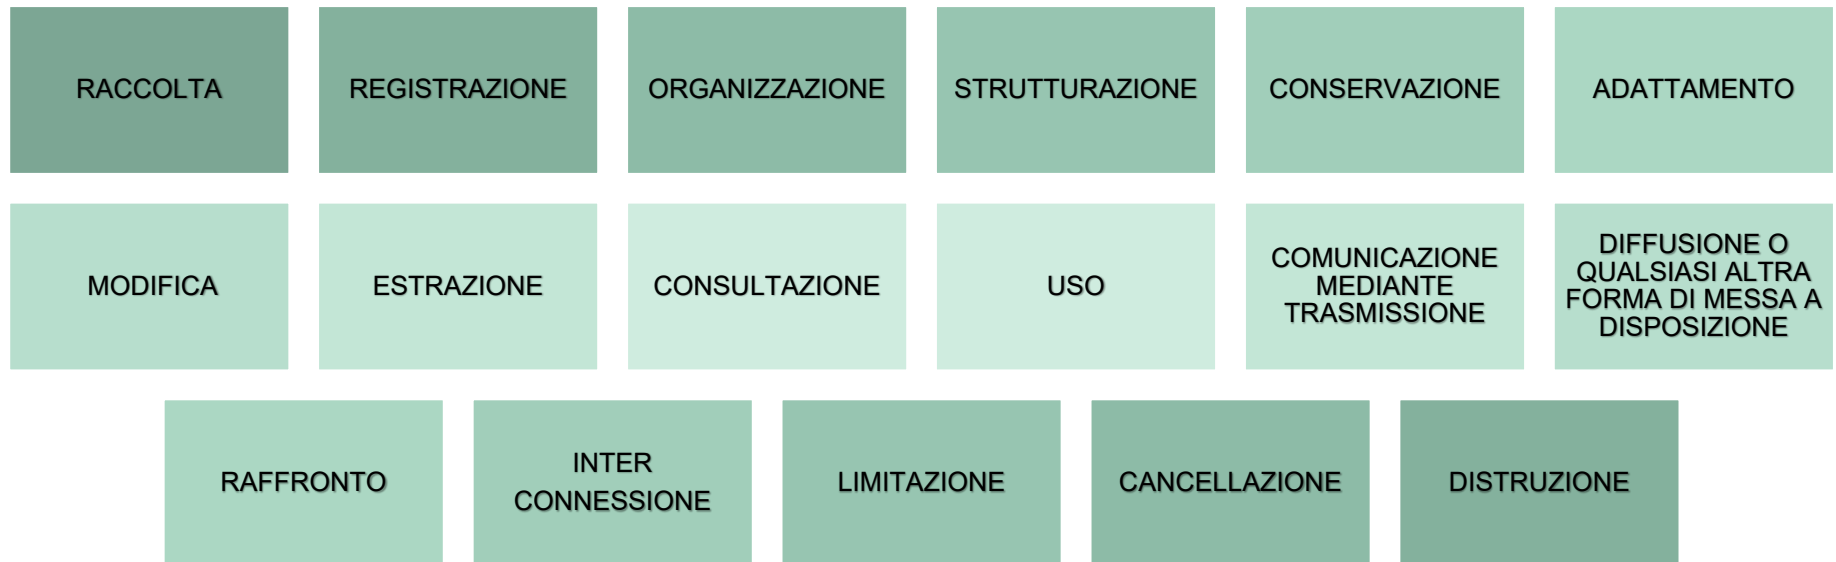 RACCOLTA
REGISTRAZIONE
ORGANIZZAZIONE
STRUTTURAZIONE
CONSERVAZIONE
ADATTAMENTO
MODIFICA
ESTRAZIONE
CONSULTAZIONE
USO
COMUNICAZIONE
MEDIANTE
TRASMISSIONE
DIFFUSIONE O
QUALSIASI ALTRA
FORMA DI MESSA A
DISPOSIZIONE
RAFFRONTO
INTER
CONNESSIONE
LIMITAZIONE
CANCELLAZIONE
DISTRUZIONE